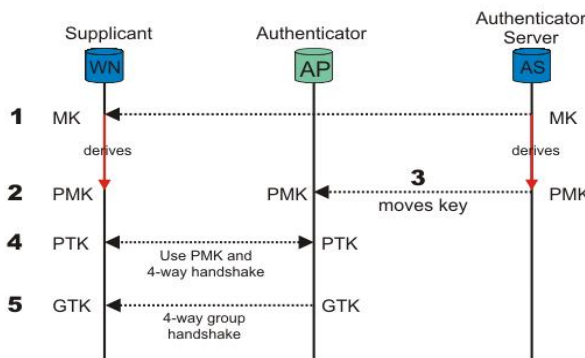 Supplicant
Authenticator
Authenticator
Server
WN
AP
AS
1 MK MK
derives derives
2 PMK PMK 3 PMK
moves key
4 PTK PTK
Use PMK and
4-way handshake
5 GTK GTK
4-way group
handshake